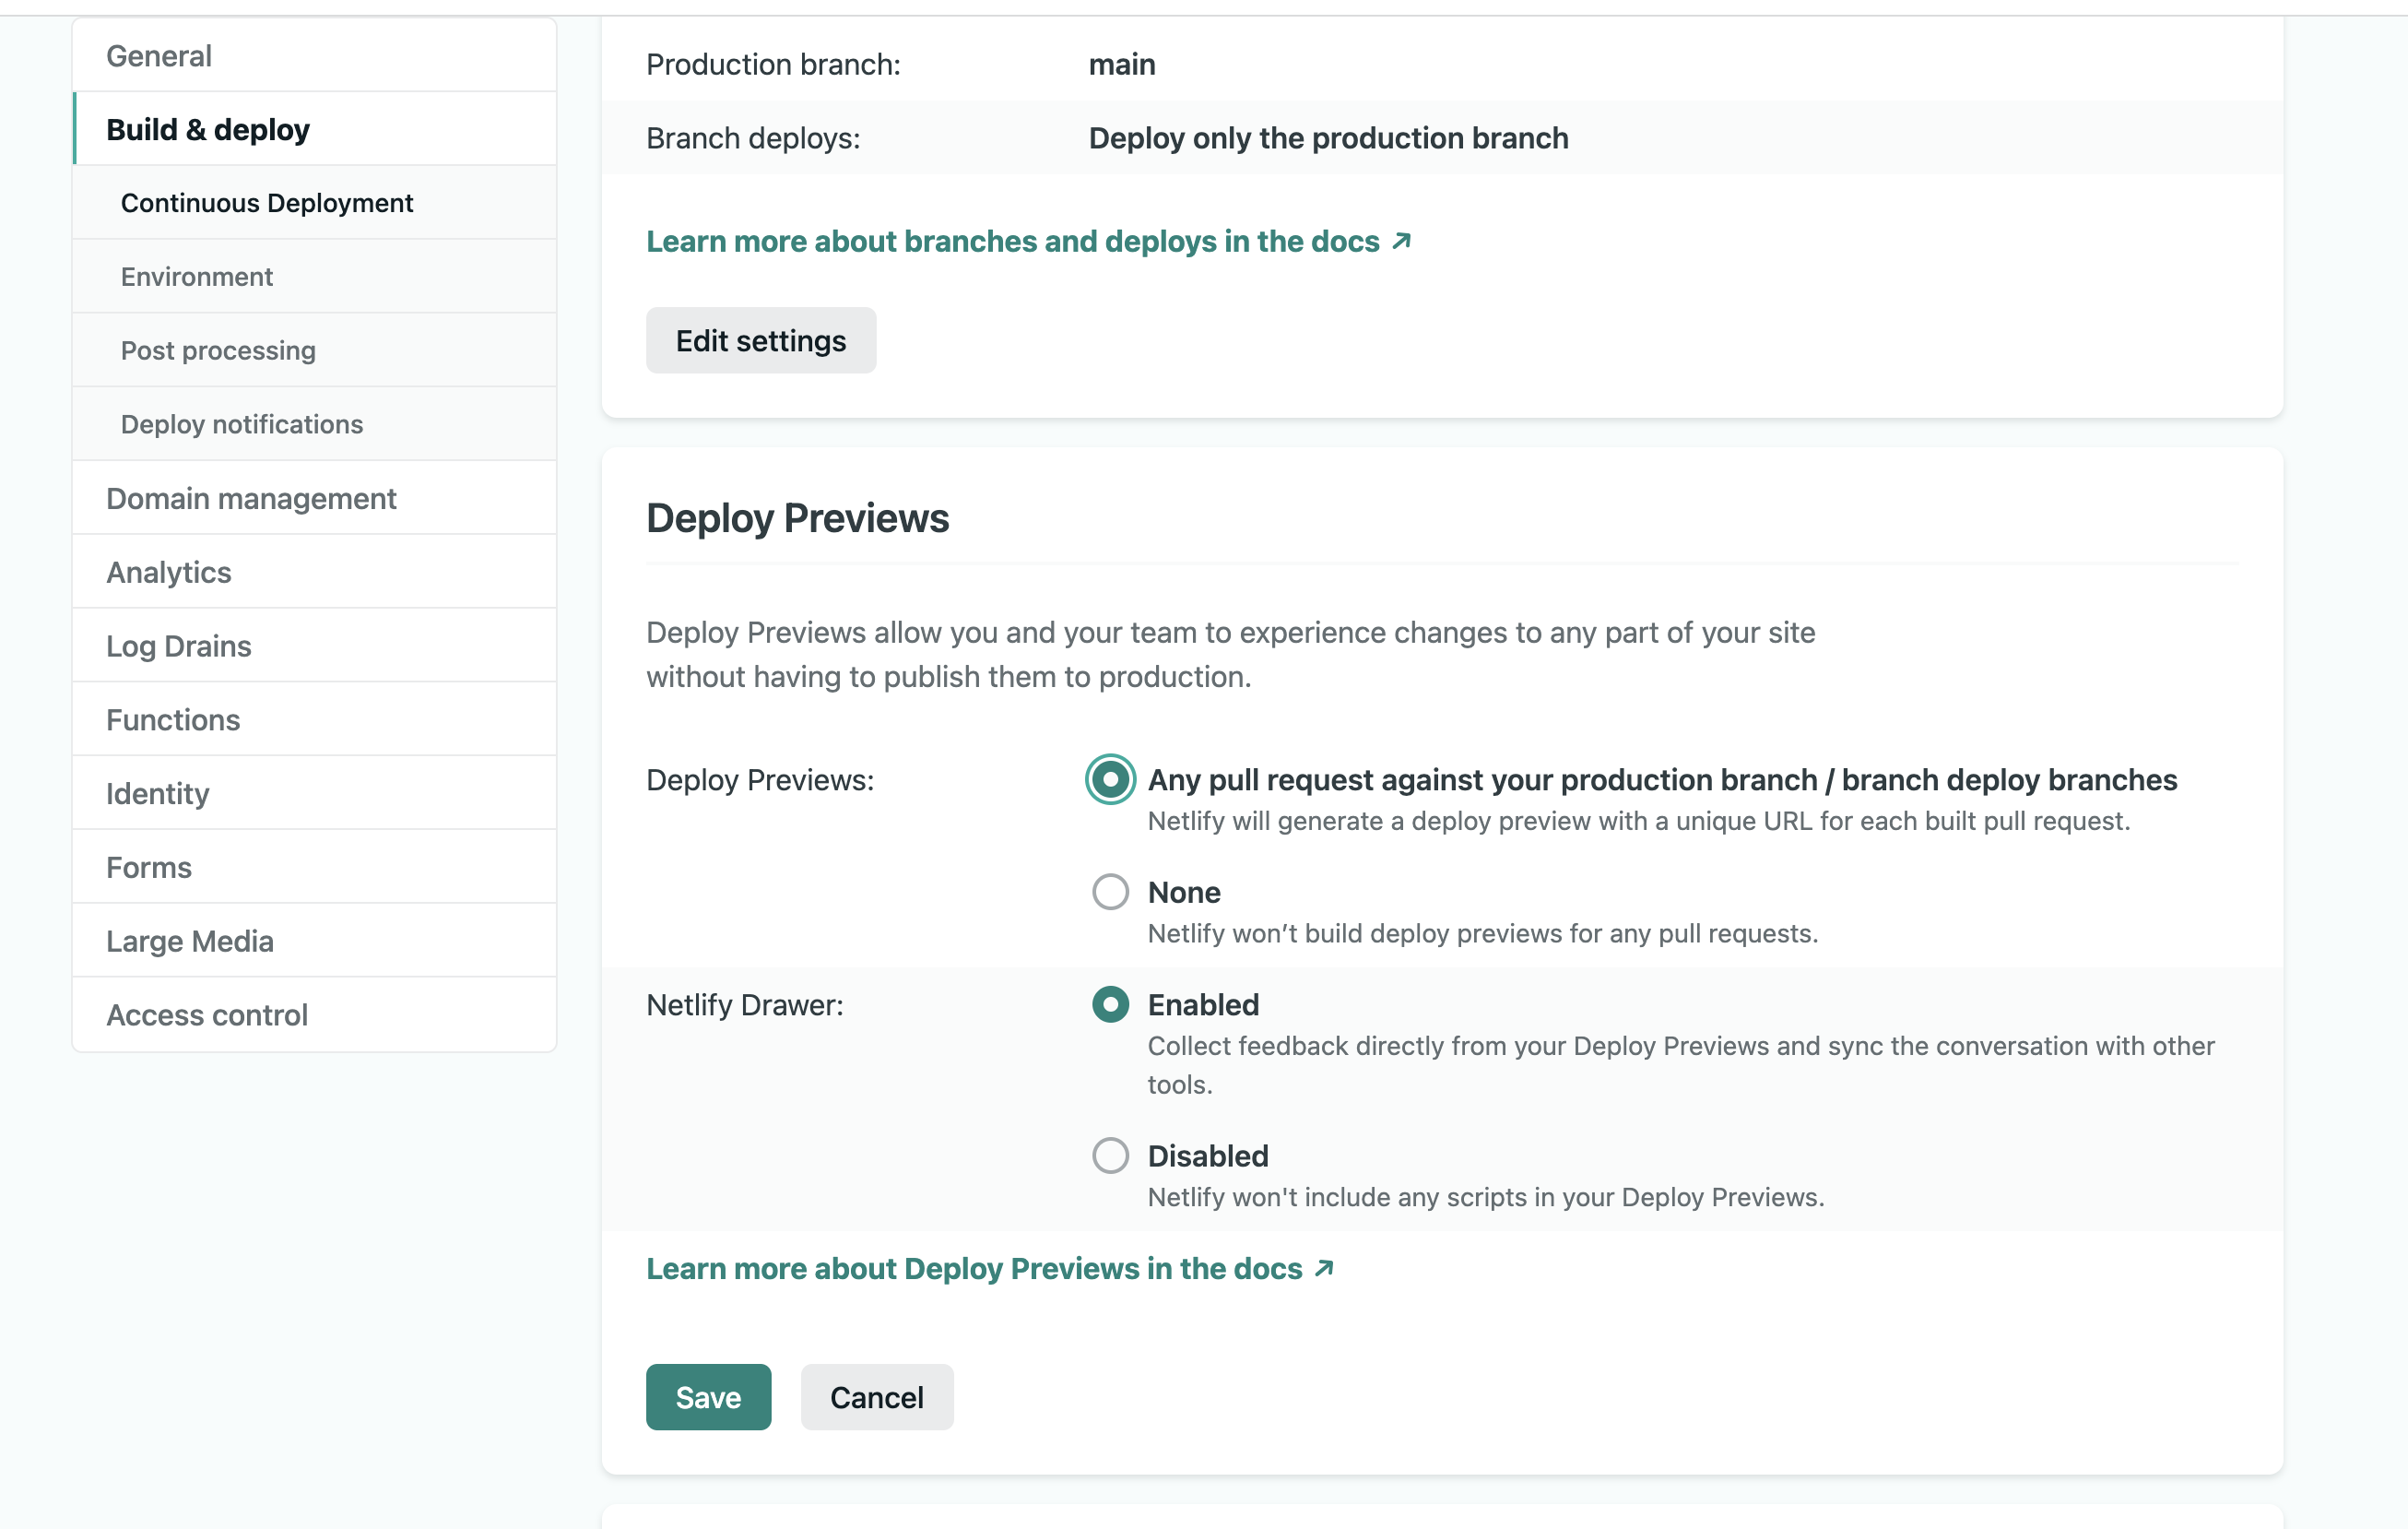 General
Build & deploy
Continuous Deployment
Environment
Post processing
Deploy notifications
Domain management
Analytics
Log Drains
Functions
Identity
Forms
Large Media
Access control
Production branch: main
Branch deploys: Deploy only the production branch
Learn more about branches and deploys in the docs ↗
Edit settings
Deploy Previews
Deploy Previews allow you and your team to experience changes to any part of your site
without having to publish them to production.
Deploy Previews: Any pull request against your production branch / branch deploy branches
Netlify will generate a deploy preview with a unique URL for each built pull request.
None
Netlify won’t build deploy previews for any pull requests.
Netlify Drawer: Enabled
Collect feedback directly from your Deploy Previews and sync the conversation with other
tools.
Disabled
Netlify won't include any scripts in your Deploy Previews.
Learn more about Deploy Previews in the docs ↗
Save Cancel